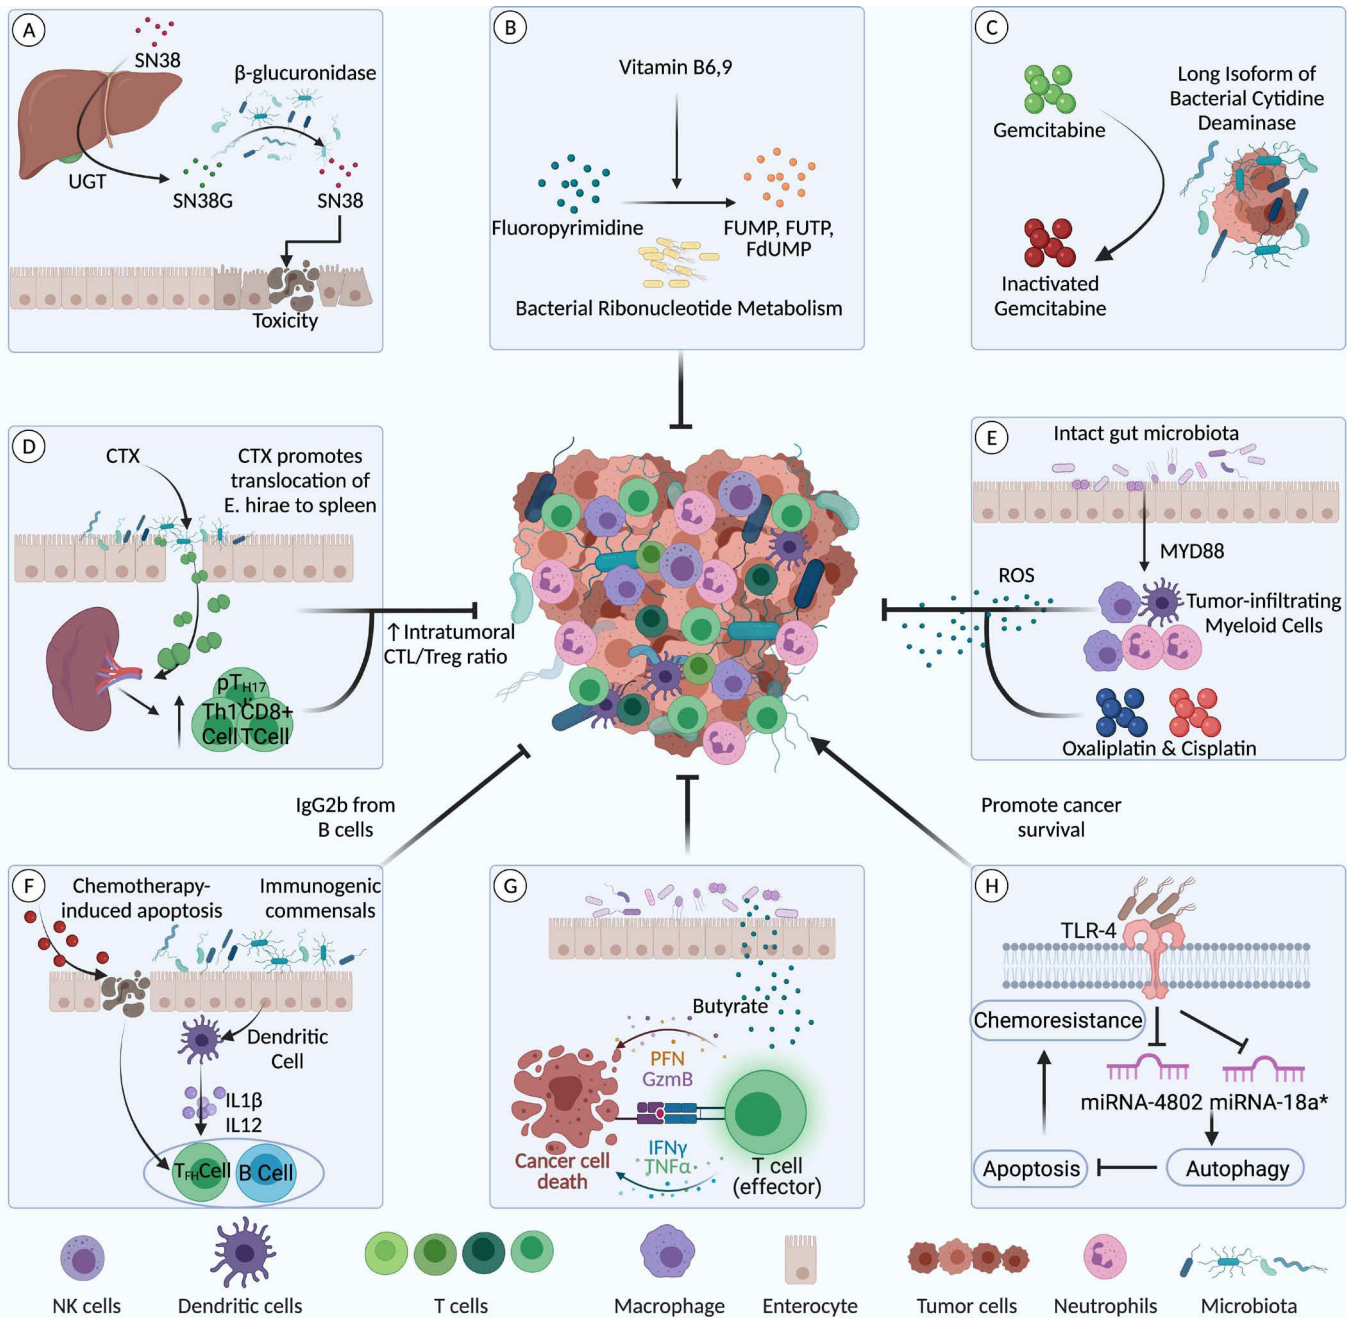 A
SN38
β-glucuronidase
UGT
SN38G
SN38
Toxicity
B
Vitamin B6,9
Fluoropyrimidine
FUMP, FUTP,
FdUMP
Bacterial Ribonucleotide Metabolism
C
Gemcitabine
Long Isoform of
Bacterial Cytidine
Deaminase
Inactivated
Gemcitabine
D
CTX
CTX promotes
translocation of
E. hirae to spleen
pTH17
Th1
Cell
CD8+
TCell
↑ Intratumoral
CTL/Treg ratio
E
Intact gut microbiota
MYD88
ROS
Tumor-infiltrating
Myeloid Cells
Oxaliplatin & Cisplatin
IgG2b from
B cells
Promote cancer
survival
F
Chemotherapy-
induced apoptosis
Immunogenic
commensals
Dendritic
Cell
IL1β
IL12
TFHCell
B Cell
G
Butyrate
PFN
GzmB
IFNγ
TNFα
Cancer cell
death
T cell
(effector)
H
TLR-4
Chemoresistance
miRNA-4802
miRNA-18a*
Apoptosis
Autophagy
NK cells
Dendritic cells
T cells
Macrophage
Enterocyte
Tumor cells
Neutrophils
Microbiota